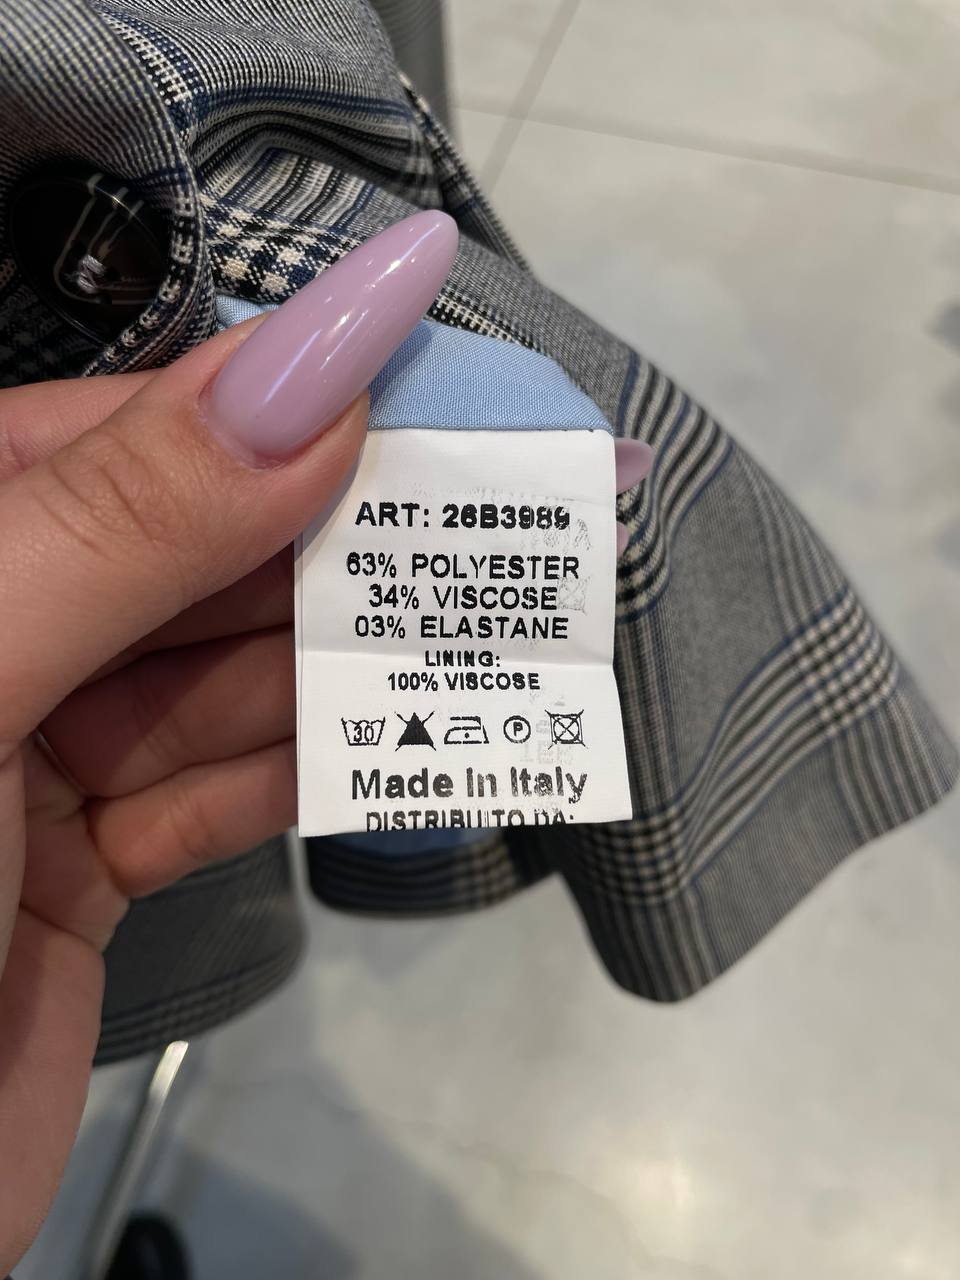 ART: 26B3989
63% POLYESTER
34% VISCOSE
03% ELASTANE
LINING:
100% VISCOSE
30 P
Made In Italy
DISTRIBUITO DA: